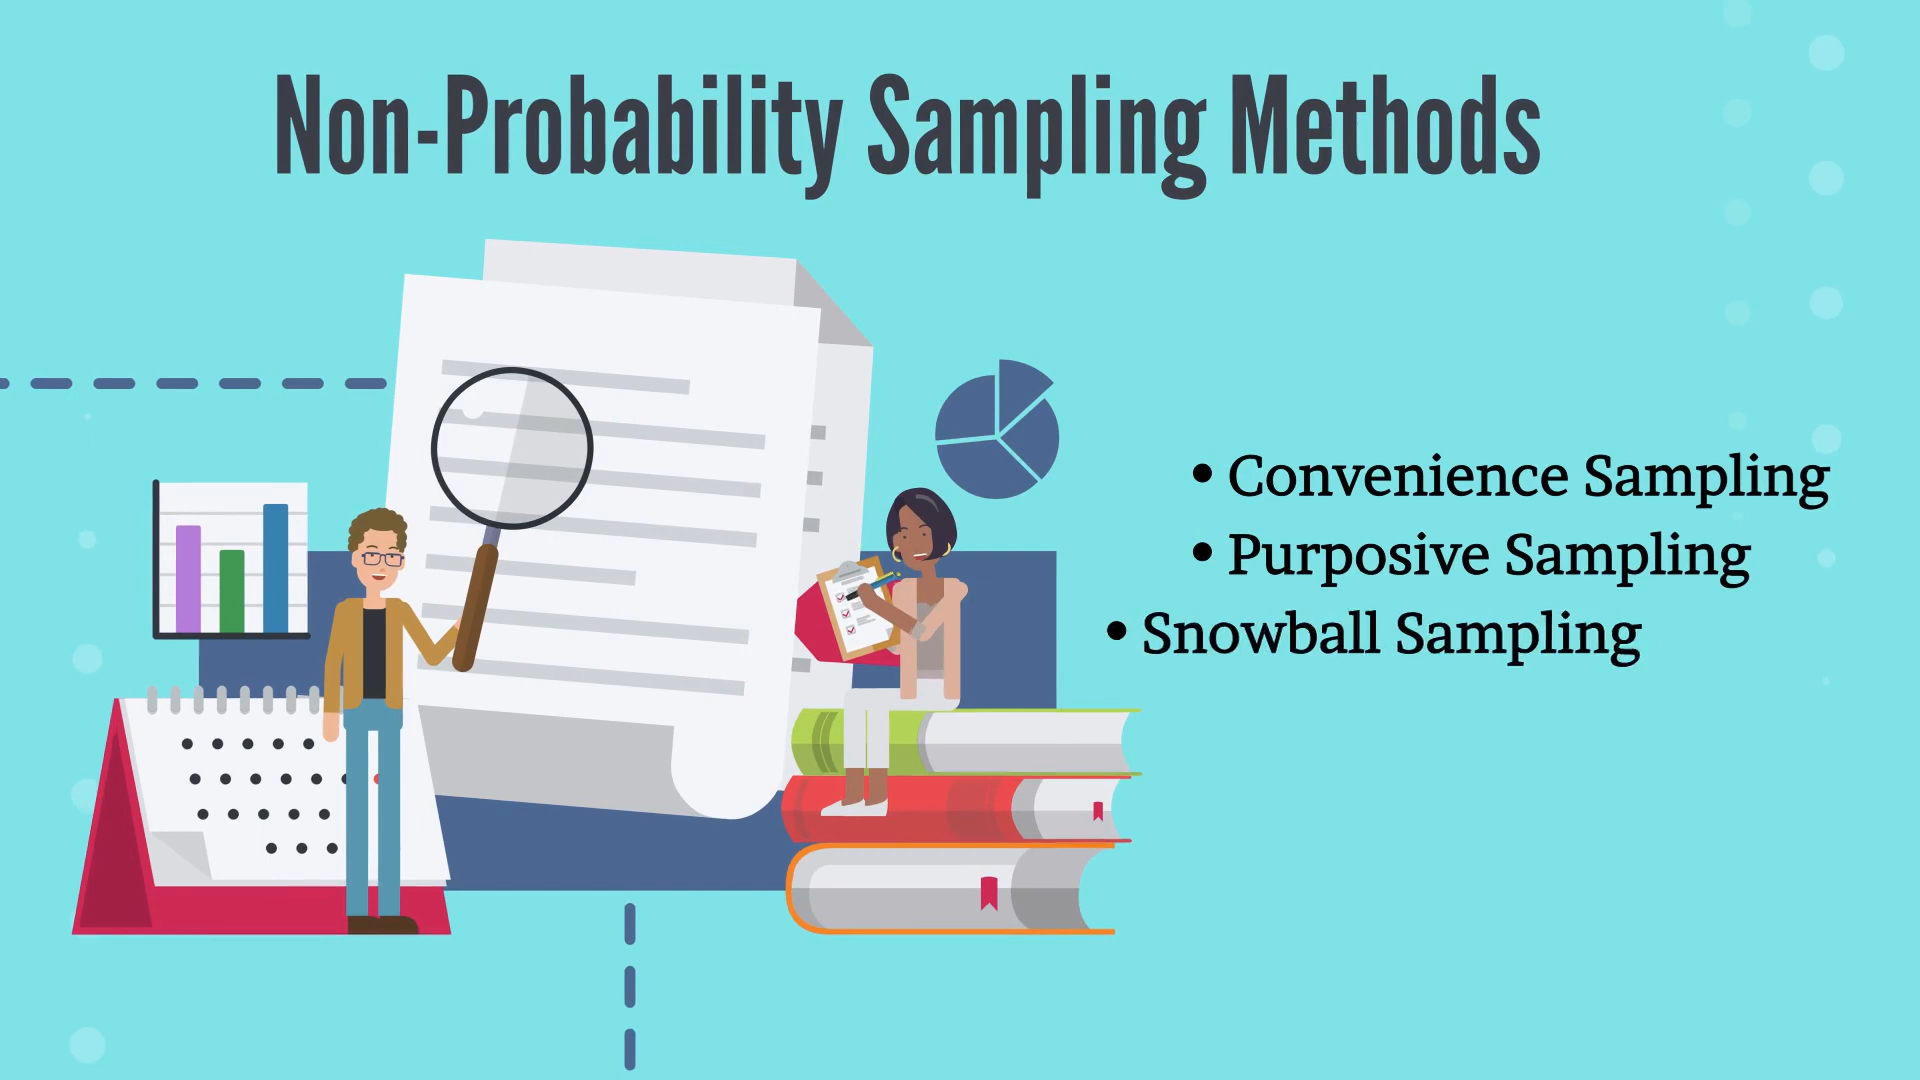 Non-Probability Sampling Methods
• Convenience Sampling
• Purposive Sampling
• Snowball Sampling